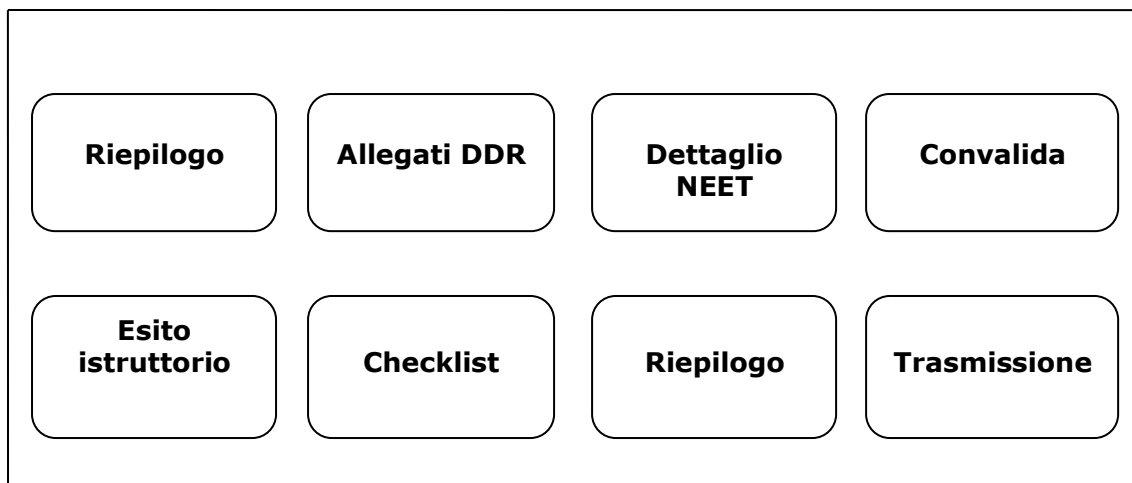 Riepilogo
Allegati DDR
Dettaglio
NEET
Convalida
Esito
istruttorio
Checklist
Riepilogo
Trasmissione